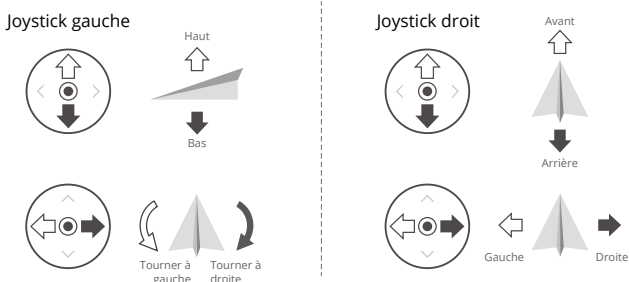 Joystick gauche
Haut
Bas
Tourner à
gauche
Tourner à
droite
Joystick droit
Avant
Arrière
Gauche
Droite